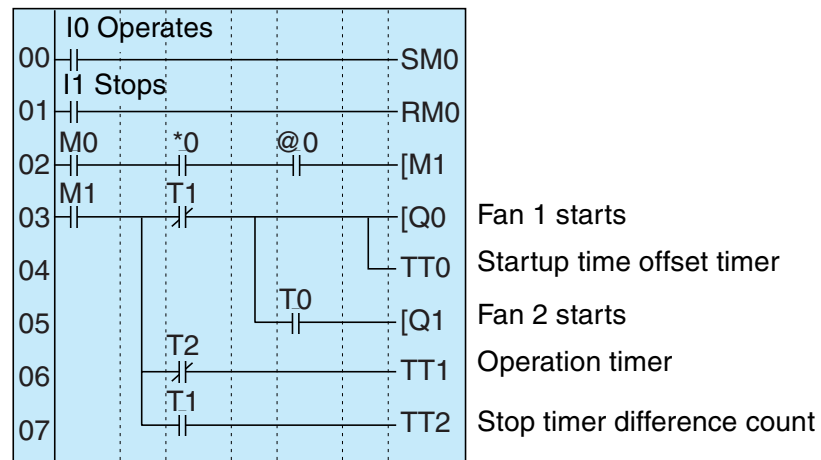 I0 Operates
00 SM0
I1 Stops
01 RM0
M0 *0 @0
02 [M1
M1 T1
03 [Q0 Fan 1 starts
04 TT0 Startup time offset timer
T0
05 [Q1 Fan 2 starts
T2
06 TT1 Operation timer
T1
07 TT2 Stop timer difference count